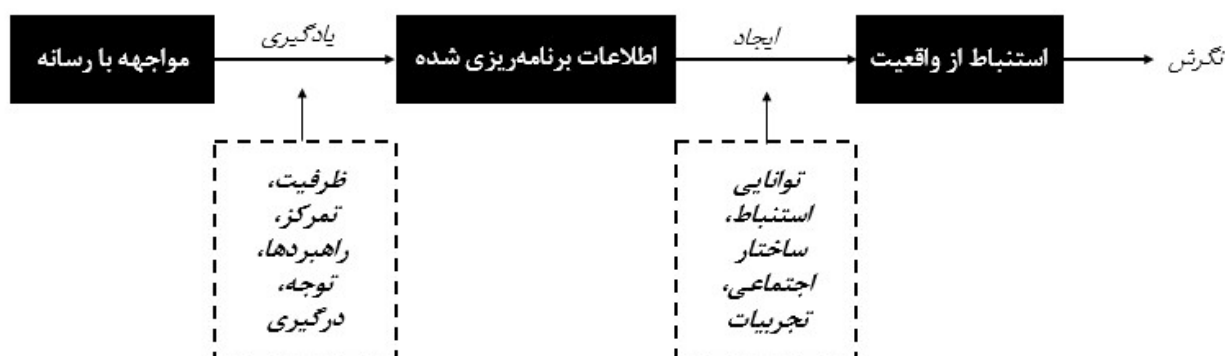 یادگیری
ایجاد
مواجهه با رسانه
اطلاعات برنامه‌ریزی شده
استنباط از واقعیت
نگرش
ظرفیت،
تمرکز،
راهبردها،
توجه،
درگیری
توانایی
استنباط،
ساختار
اجتماعی،
تجربیات